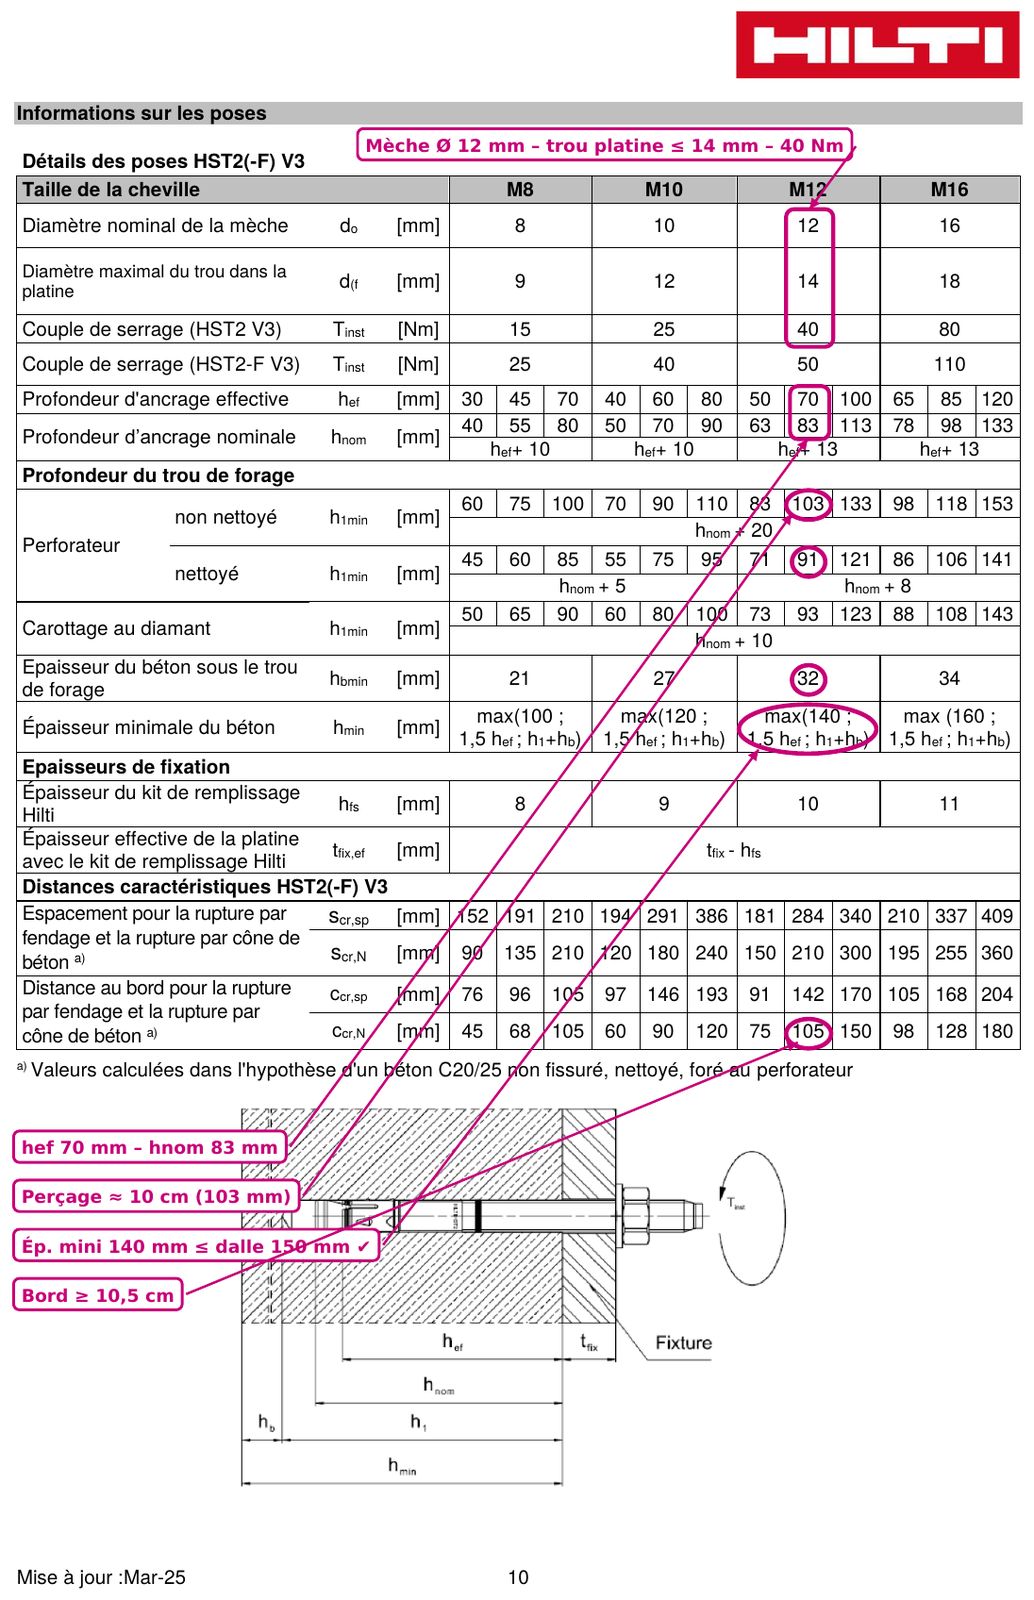 HILTI
Informations sur les poses
Mèche Ø 12 mm – trou platine ≤ 14 mm – 40 Nm
Détails des poses HST2(-F) V3
Taille de la cheville M8 M10 M12 M16
Diamètre nominal de la mèche do [mm] 8 10 12 16
Diamètre maximal du trou dans la
platine d(f [mm] 9 12 14 18
Couple de serrage (HST2 V3) Tinst [Nm] 15 25 40 80
Couple de serrage (HST2-F V3) Tinst [Nm] 25 40 50 110
Profondeur d'ancrage effective hef [mm] 30 45 70 40 60 80 50 70 100 65 85 120
Profondeur d’ancrage nominale hnom [mm] 40 55 80 50 70 90 63 83 113 78 98 133
hef+ 10 hef+ 10 hef+ 13 hef+ 13
Profondeur du trou de forage
Perforateur non nettoyé h1min [mm] 60 75 100 70 90 110 83 103 133 98 118 153
hnom + 20
nettoyé h1min [mm] 45 60 85 55 75 95 71 91 121 86 106 141
hnom + 5 hnom + 8
Carottage au diamant h1min [mm] 50 65 90 60 80 100 73 93 123 88 108 143
hnom + 10
Epaisseur du béton sous le trou
de forage hbmin [mm] 21 27 32 34
Épaisseur minimale du béton hmin [mm] max(100 ; max(120 ; max(140 ; max (160 ;
1,5 hef ; h1+hb) 1,5 hef ; h1+hb) 1,5 hef ; h1+hb) 1,5 hef ; h1+hb)
Epaisseurs de fixation
Épaisseur du kit de remplissage
Hilti hfs [mm] 8 9 10 11
Épaisseur effective de la platine
avec le kit de remplissage Hilti tfix,ef [mm] tfix - hfs
Distances caractéristiques HST2(-F) V3
Espacement pour la rupture par
fendage et la rupture par cône de
béton a)
scr,sp [mm] 152 191 210 194 291 386 181 284 340 210 337 409
scr,N [mm] 90 135 210 120 180 240 150 210 300 195 255 360
Distance au bord pour la rupture
par fendage et la rupture par
cône de béton a)
ccr,sp [mm] 76 96 105 97 146 193 91 142 170 105 168 204
ccr,N [mm] 45 68 105 60 90 120 75 105 150 98 128 180
a) Valeurs calculées dans l'hypothèse d'un béton C20/25 non fissuré, nettoyé, foré au perforateur
hef 70 mm – hnom 83 mm
Perçage ≈ 10 cm (103 mm)
Tinst
Ép. mini 140 mm ≤ dalle 150 mm ✔
Bord ≥ 10,5 cm
hef tfix Fixture
hnom
hb h1
hmin
Mise à jour :Mar-25 10